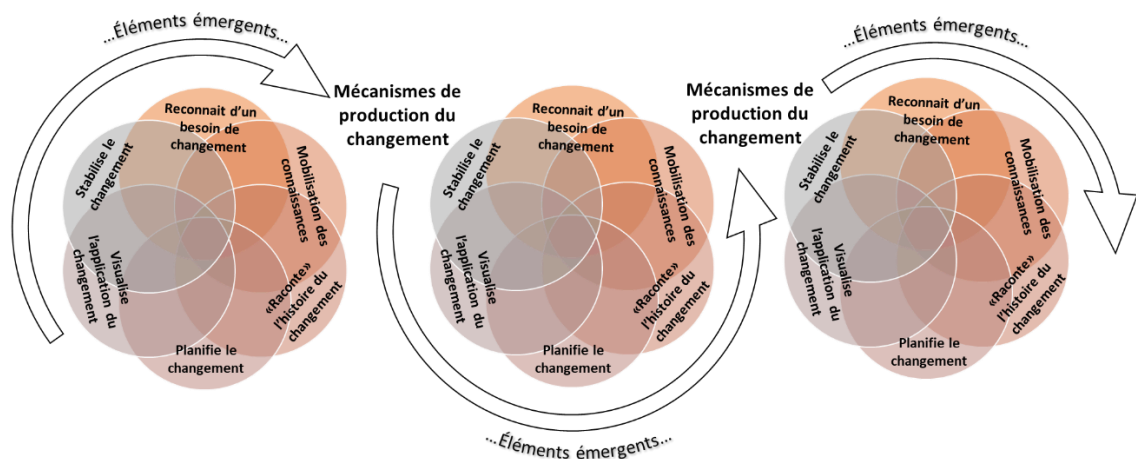 ...Éléments émergents...
Reconnait d'un
besoin de
changement
Mobilisation des
connaissances
«Raconte»
l'histoire du
changement
Planifie le
changement
Visualise
l'application du
changement
Stabilise le
changement
Mécanismes de
production du
changement
Reconnait d'un
besoin de
changement
Mobilisation des
connaissances
«Raconte»
l'histoire du
changement
Planifie le
changement
Visualise
l'application du
changement
Stabilise le
changement
...Éléments émergents...
Mécanismes de
production du
changement
...Éléments émergents...
Reconnait d'un
besoin de
changement
Mobilisation des
connaissances
«Raconte»
l'histoire du
changement
Planifie le
changement
Visualise
l'application du
changement
Stabilise le
changement